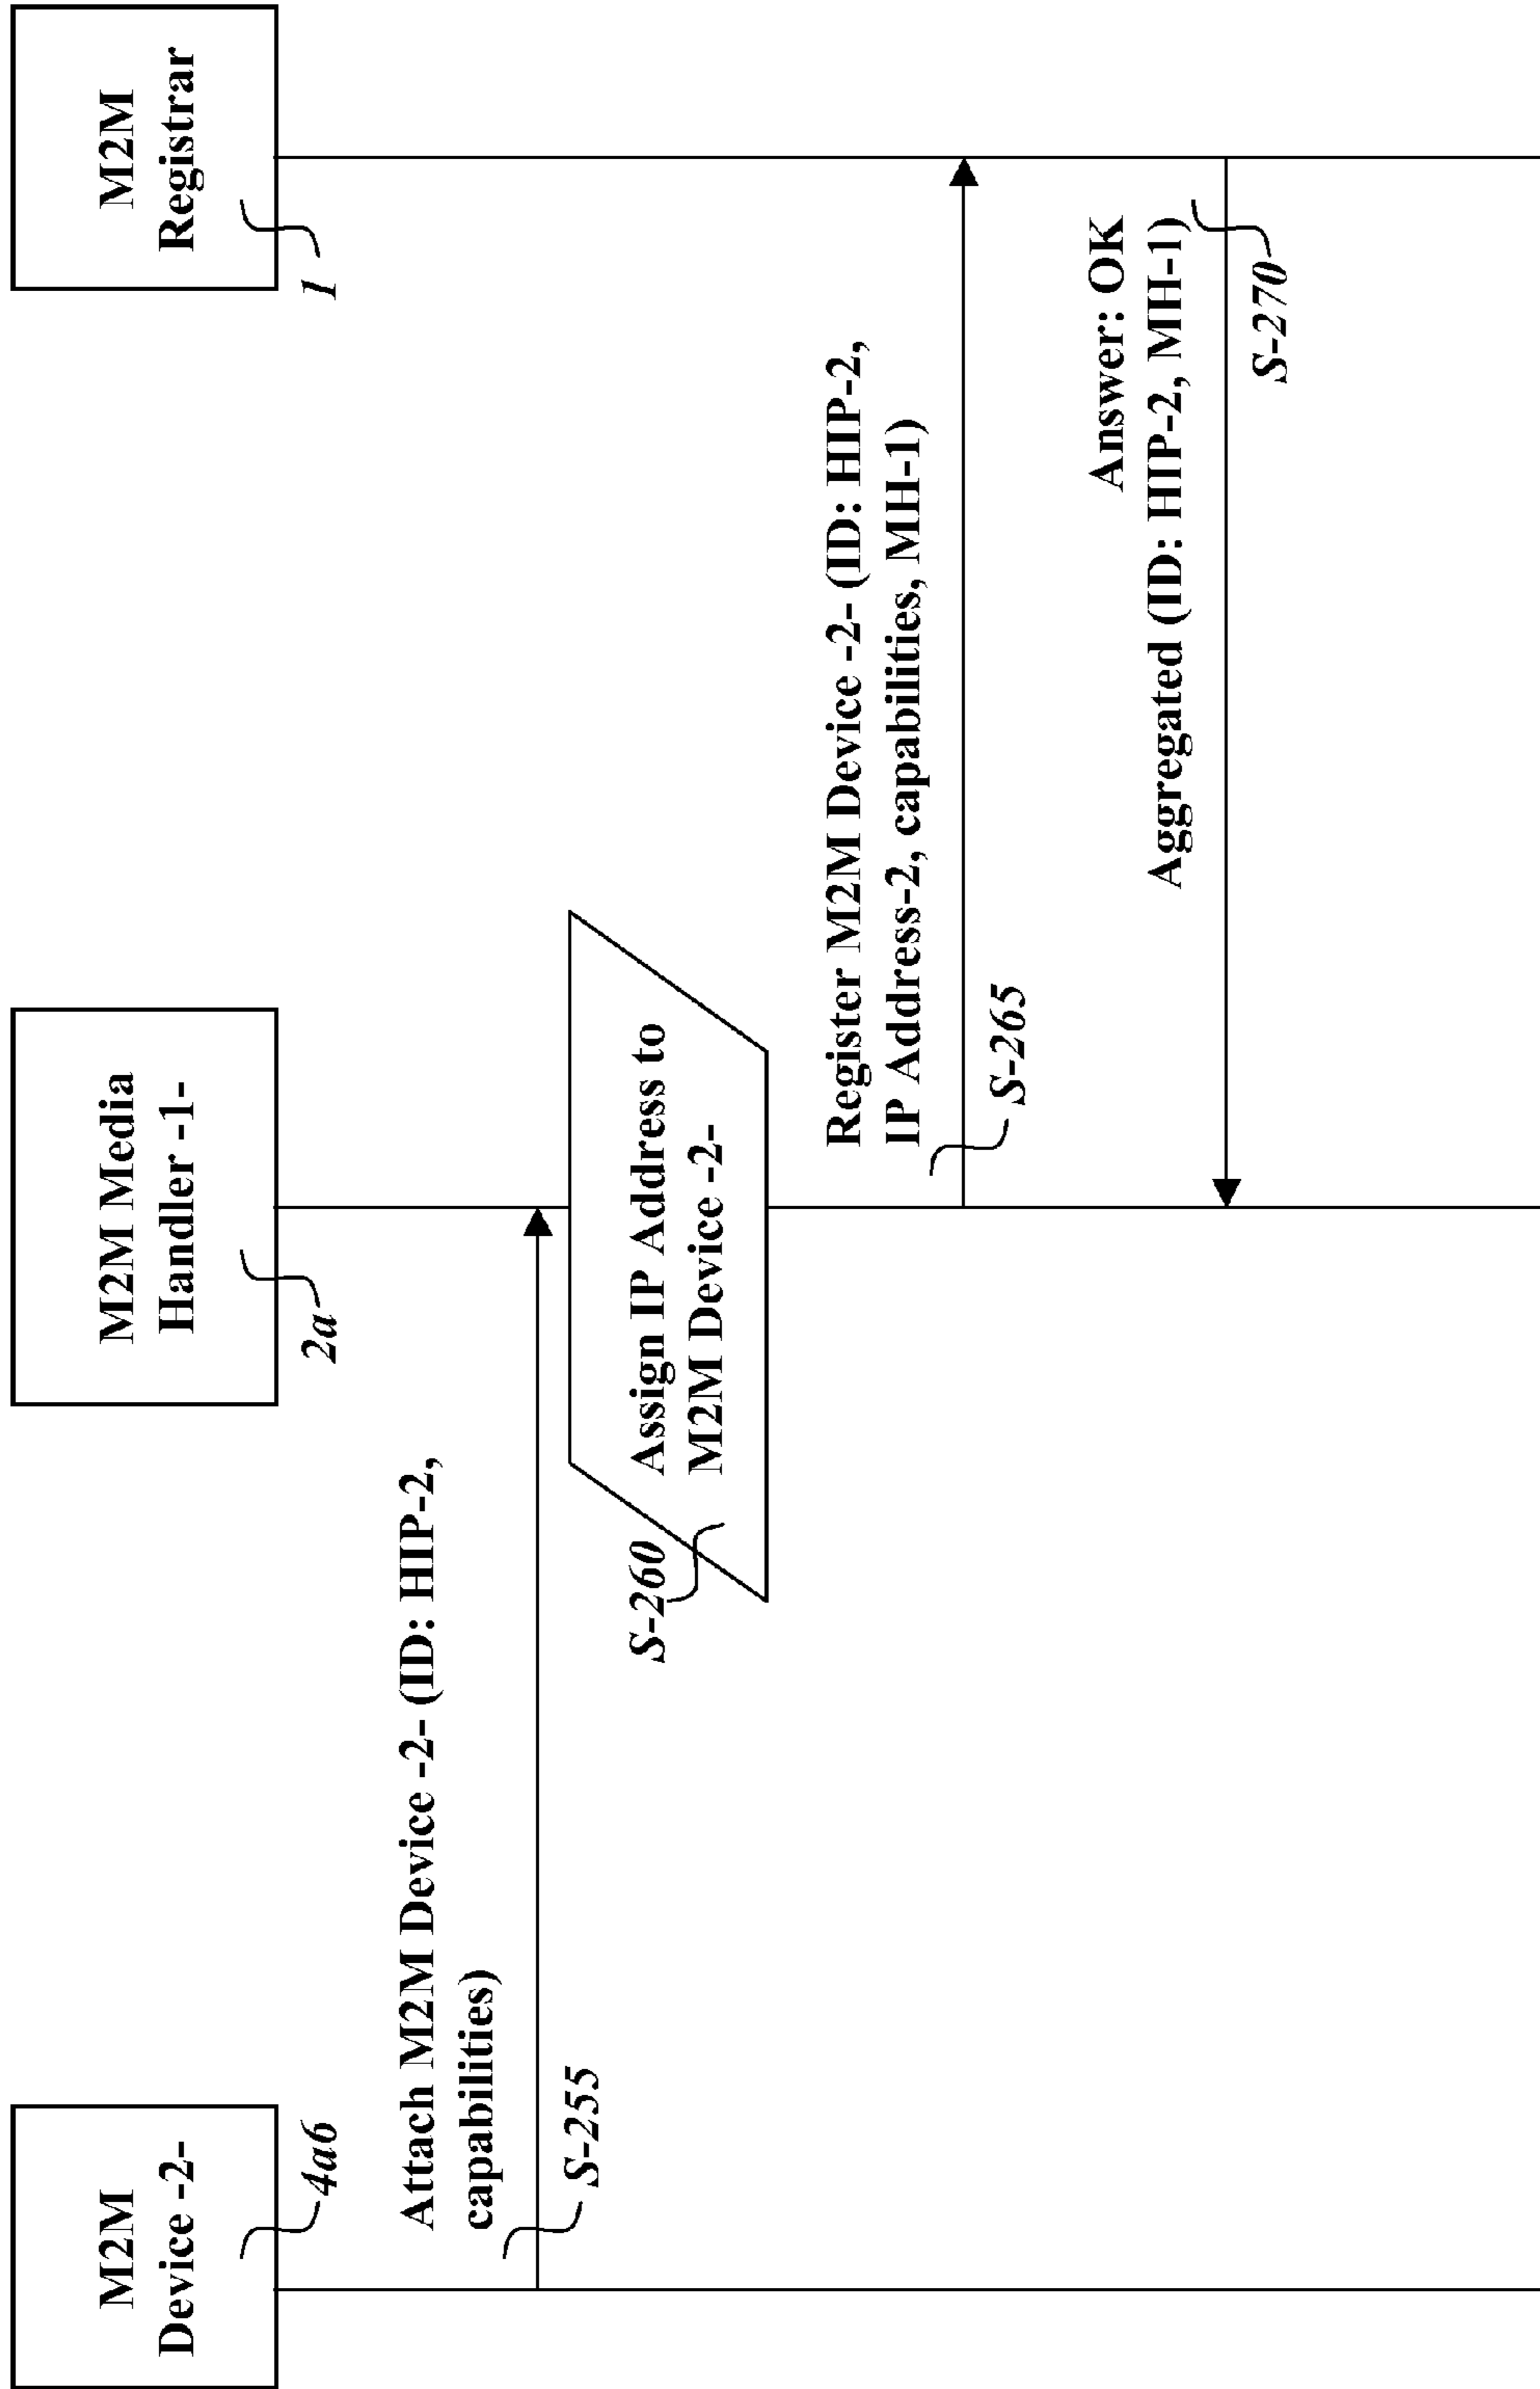 M2M
Device -2-
4ab
M2M Media
Handler -1-
2a
M2M
Registrar
1
Attach M2M Device -2- (ID: HIP-2,
capabilities)
S-255
Assign IP Address to
M2M Device -2-
S-260
Register M2M Device -2- (ID: HIP-2,
IP Address-2, capabilities, MH-1)
S-265
Answer: OK
Aggregated (ID: HIP-2, MH-1)
S-270